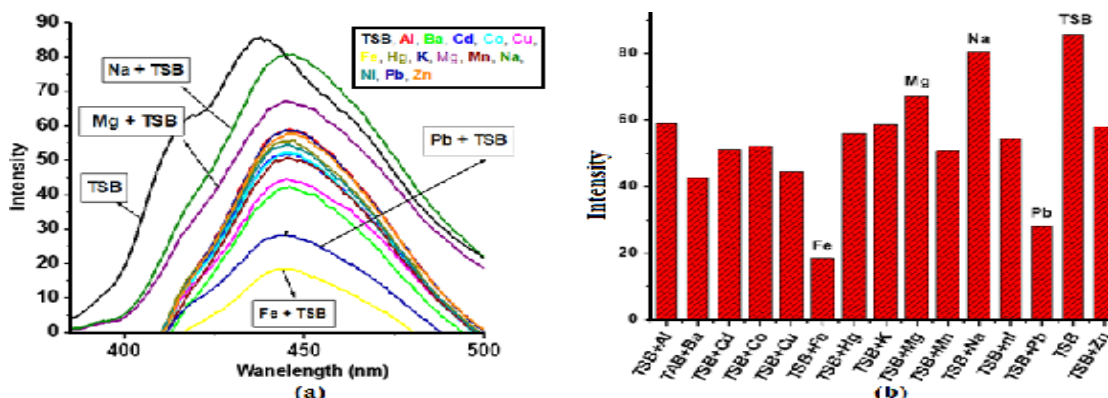 (a)
90
80
70
60
50
40
30
20
10
0
Intensity
400
450
500
Wanelength (nm)
(a)
TSB, Al, Ba, Cd, Co, Cu,
Fe, Hg, K, Mg, Mn, Na,
NI, Pb, Zn
Na + TSB
Mg + TSB
TSB
Pb + TSB
Fe + TSB
(b)
80
60
40
20
0
Intensity
Fe
Mg
Na
Pb
TSB
TSB+Al
TAB+Ba
TSB+Cd
TSB+Co
TSB+Cu
TSB+Fe
TSB+Hg
TSB+K
TSB+Mg
TSB+Mn
TSB+Na
TSB+nI
TSB+Pb
TSB
TSB+Zn
(b)